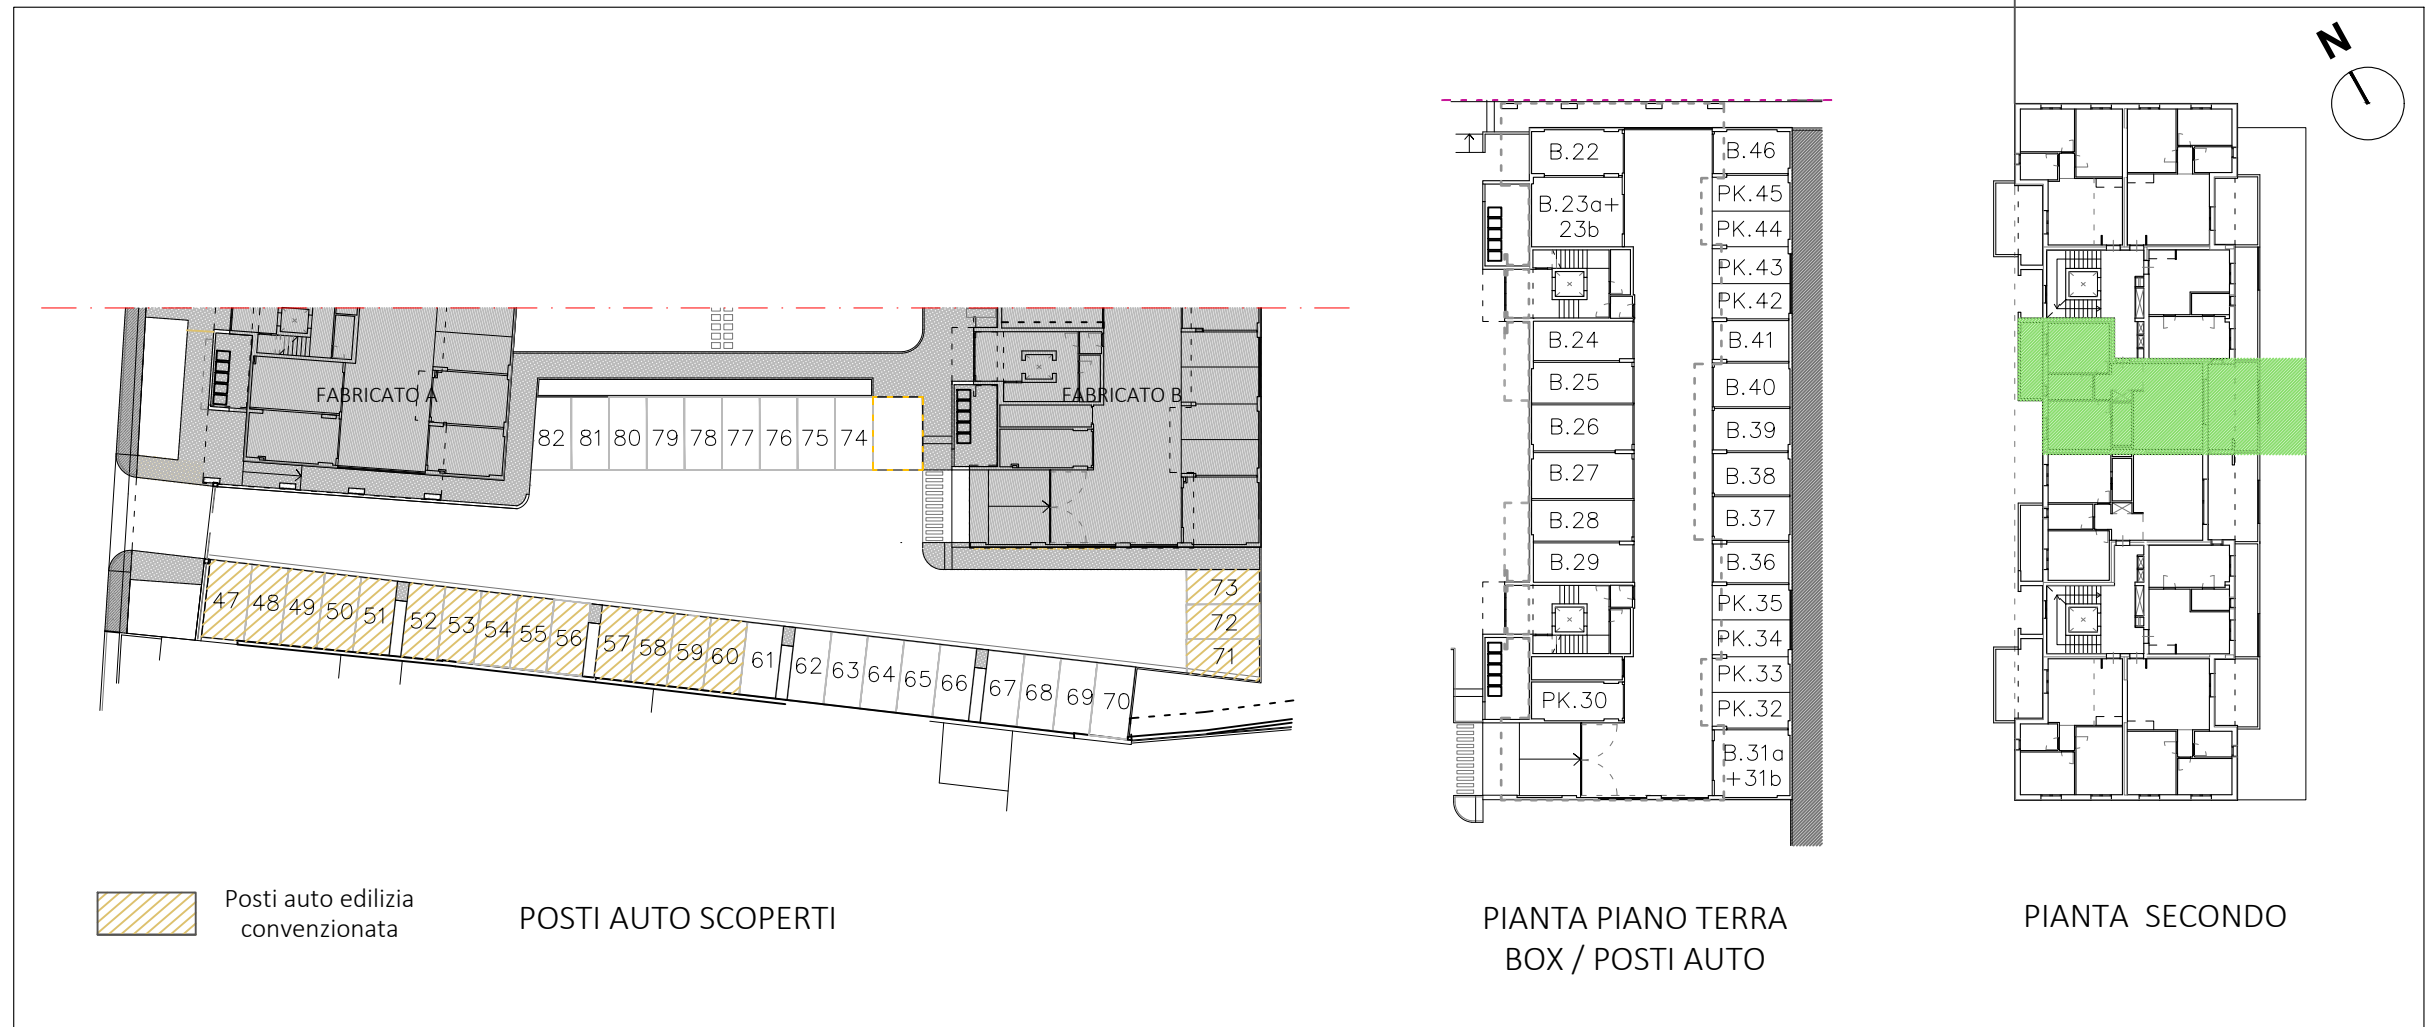 N
FABRICATO A
FABRICATO B
82 81 80 79 78 77 76 75 74
73
72
71
47 48 49 50 51 52 53 54 55 56 57 58 59 60 61 62 63 64 65 66 67 68 69 70
Posti auto edilizia
convenzionata
POSTI AUTO SCOPERTI
B.22
B.23a+
23b
B.24
B.25
B.26
B.27
B.28
B.29
PK.30
B.46
PK.45
PK.44
PK.43
PK.42
B.41
B.40
B.39
B.38
B.37
B.36
PK.35
PK.34
PK.33
PK.32
B.31a
+31b
PIANTA PIANO TERRA
BOX / POSTI AUTO
PIANTA SECONDO